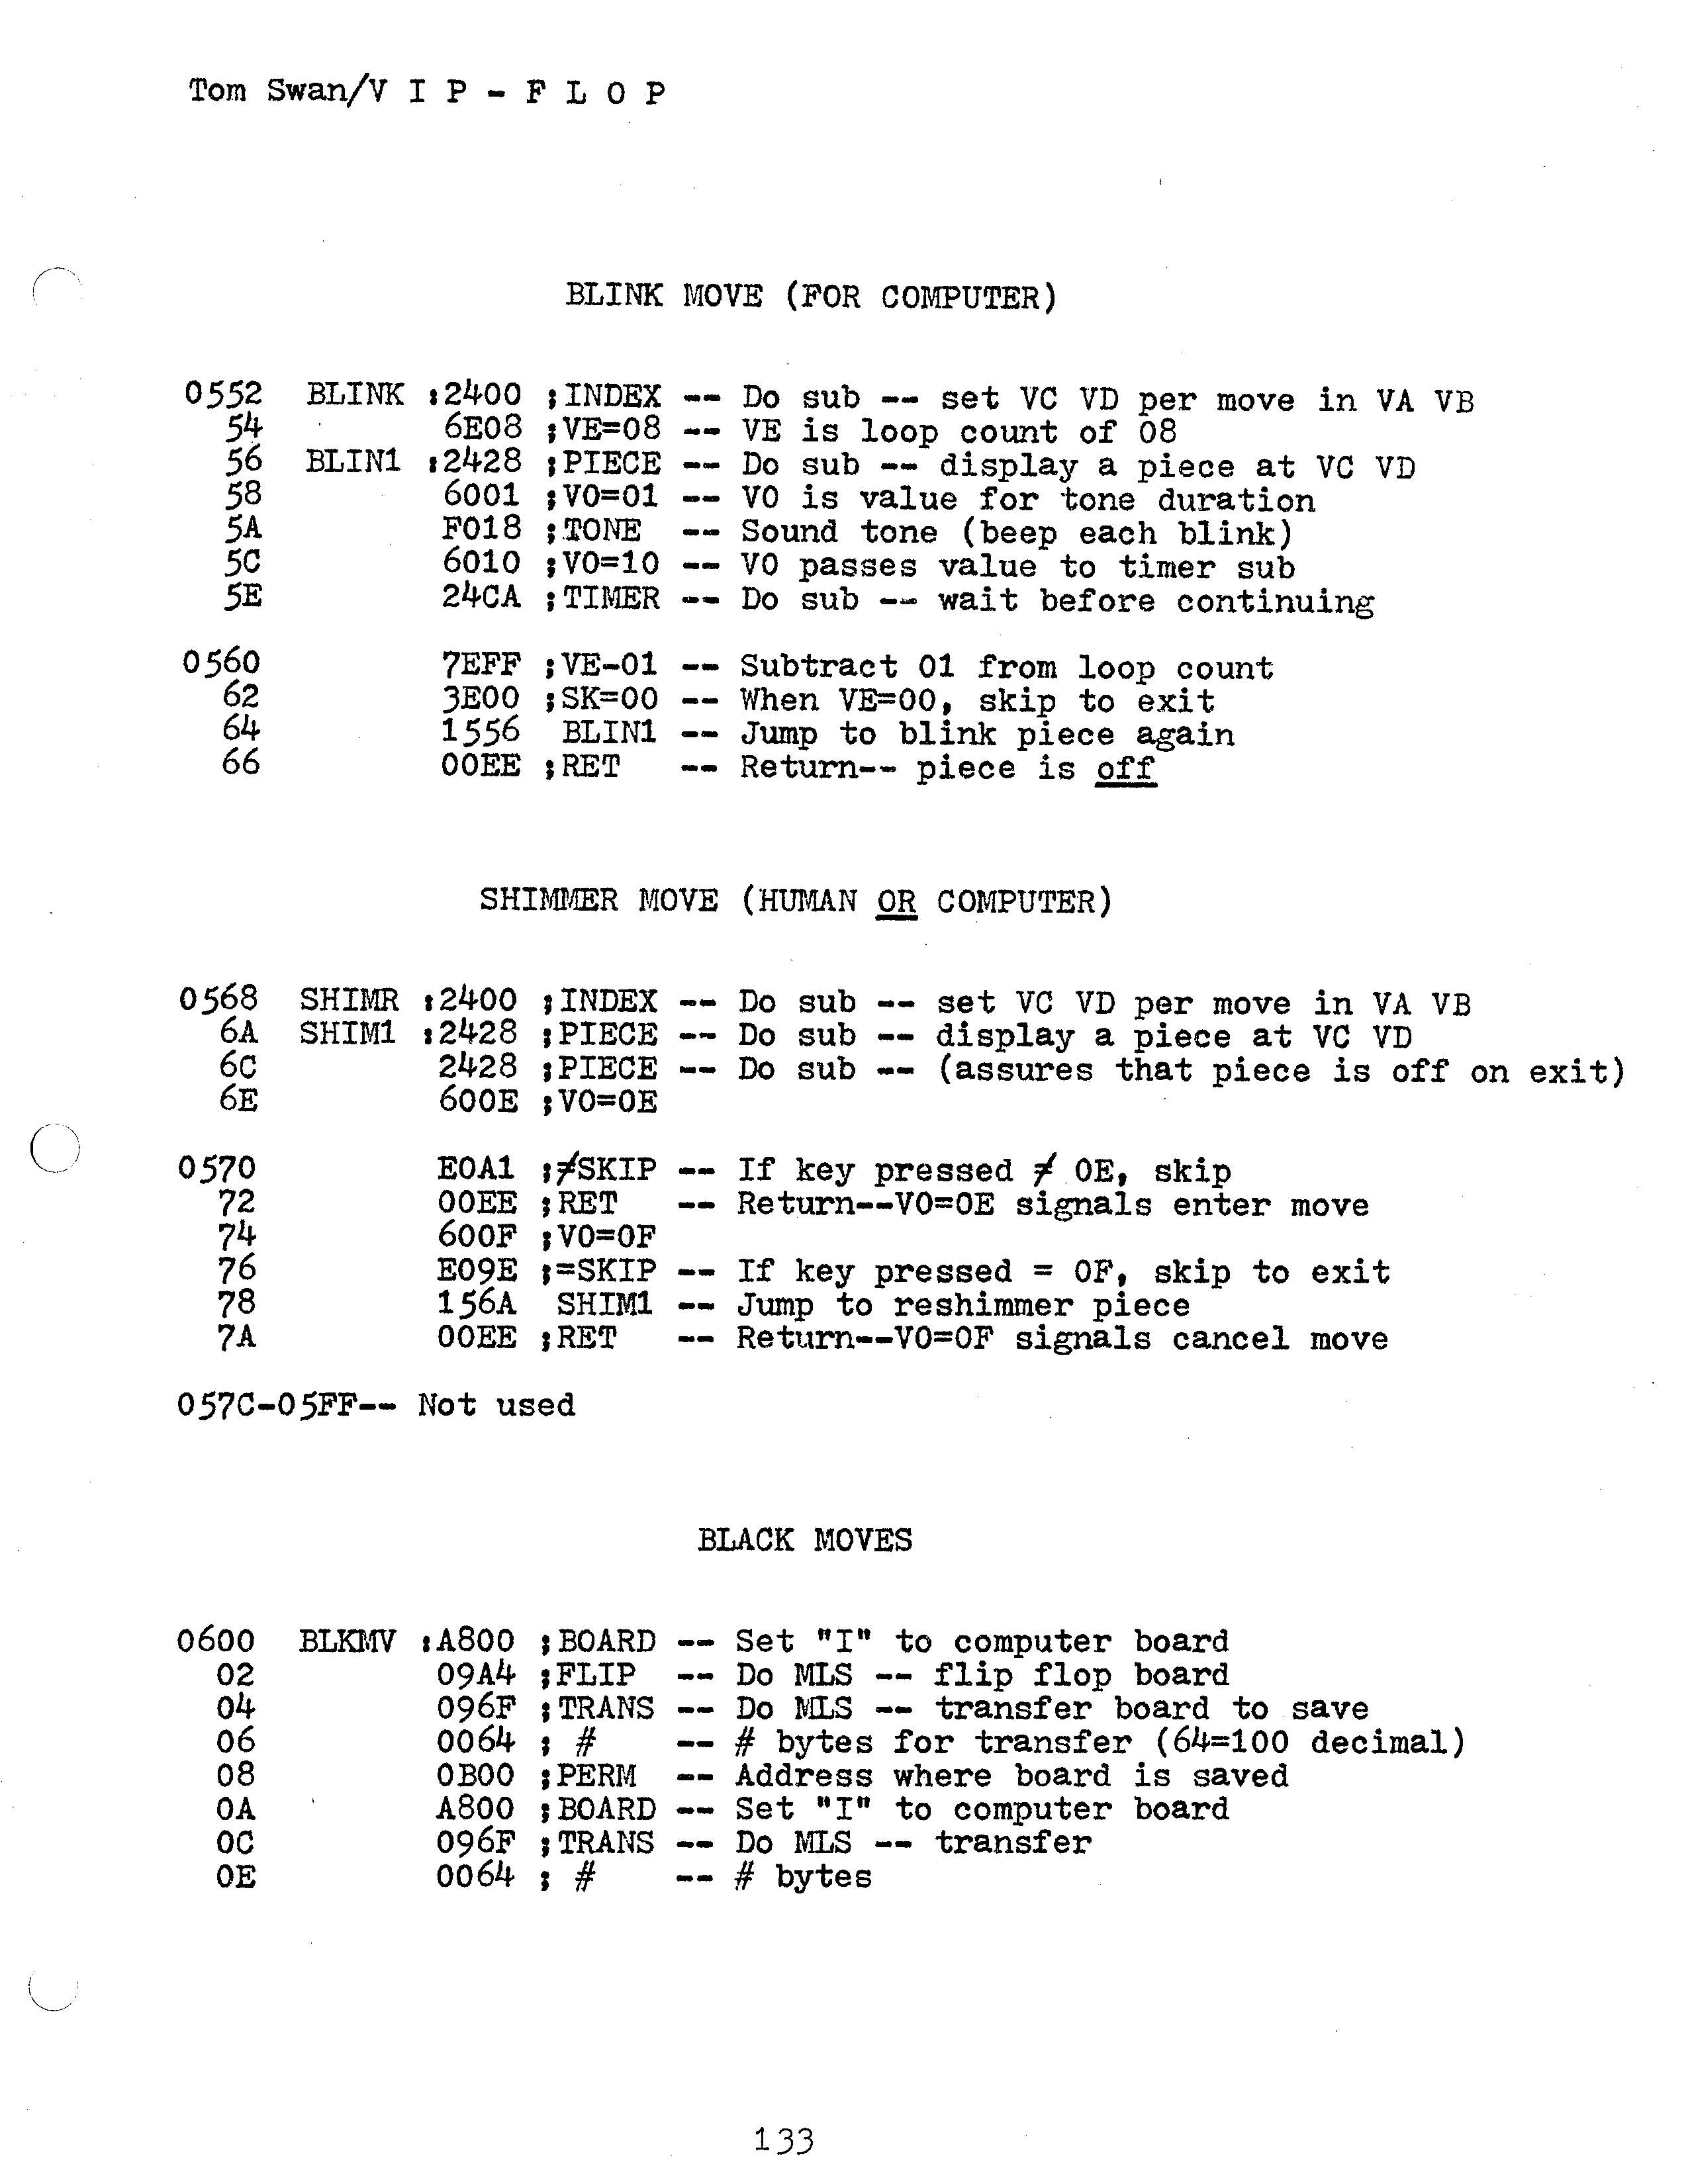 Tom Swan/V I P - F L O P
BLINK MOVE (FOR COMPUTER)
0552 BLINK :2400 ;INDEX -- Do sub -- set VC VD per move in VA VB
54 6E08 ;VE=08 -- VE is loop count of 08
56 BLIN1 :2428 ;PIECE -- Do sub -- display a piece at VC VD
58 6001 ;V0=01 -- V0 is value for tone duration
5A F018 ;TONE -- Sound tone (beep each blink)
5C 6010 ;V0=10 -- V0 passes value to timer sub
5E 24CA ;TIMER -- Do sub -- wait before continuing
0560 7EFF ;VE-01 -- Subtract 01 from loop count
62 3E00 ;SK=00 -- When VE=00, skip to exit
64 1556 BLIN1 -- Jump to blink piece again
66 00EE ;RET -- Return-- piece is off
SHIMMER MOVE (HUMAN OR COMPUTER)
0568 SHIMR :2400 ;INDEX -- Do sub -- set VC VD per move in VA VB
6A SHIM1 :2428 ;PIECE -- Do sub -- display a piece at VC VD
6C 2428 ;PIECE -- Do sub -- (assures that piece is off on exit)
6E 600E ;V0=0E
0570 E0A1 ;≠SKIP -- If key pressed ≠ 0E, skip
72 00EE ;RET -- Return--V0=0E signals enter move
74 600F ;V0=0F
76 E09E ;=SKIP -- If key pressed = 0F, skip to exit
78 156A SHIM1 -- Jump to reshimmer piece
7A 00EE ;RET -- Return--V0=0F signals cancel move
057C-05FF-- Not used
BLACK MOVES
0600 BLKMV :A800 ;BOARD -- Set "I" to computer board
02 09A4 ;FLIP -- Do MLS -- flip flop board
04 096F ;TRANS -- Do MLS -- transfer board to save
06 0064 ; # -- # bytes for transfer (64=100 decimal)
08 0B00 ;PERM -- Address where board is saved
0A A800 ;BOARD -- Set "I" to computer board
0C 096F ;TRANS -- Do MLS -- transfer
0E 0064 ; # -- # bytes
133